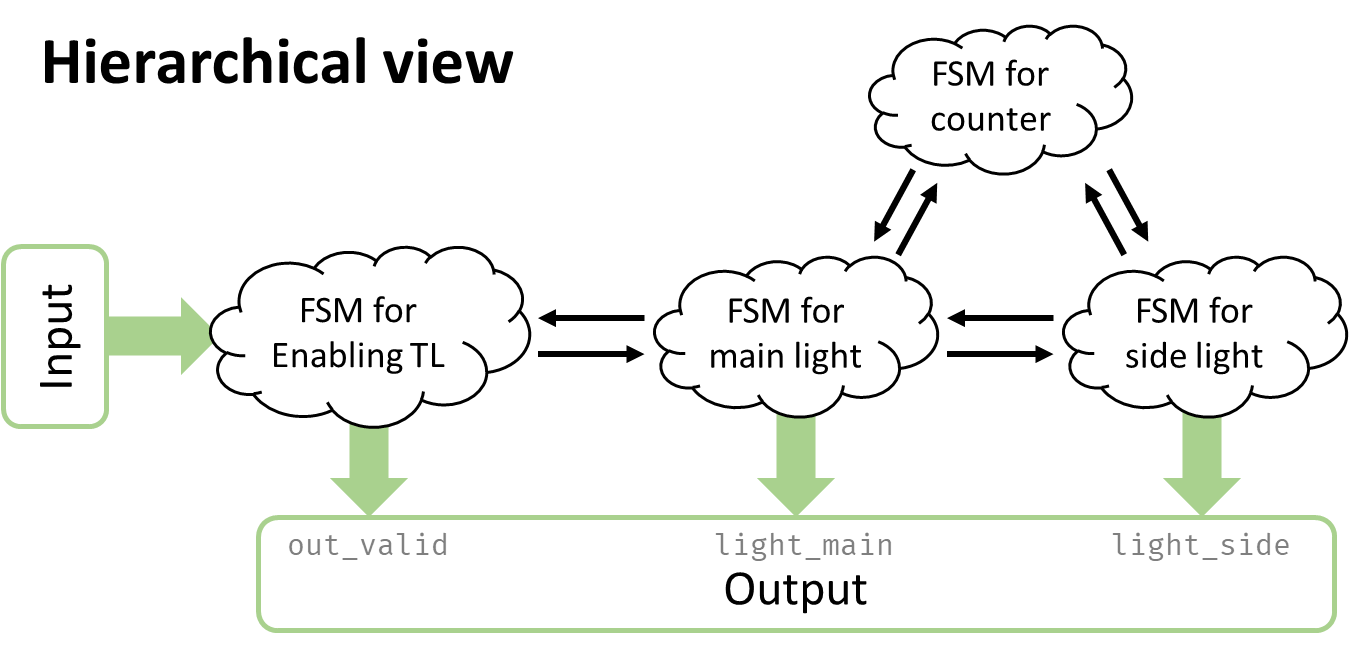 Hierarchical view
FSM for
counter
Input
FSM for
Enabling TL
FSM for
main light
FSM for
side light
out_valid
light_main
light_side
Output